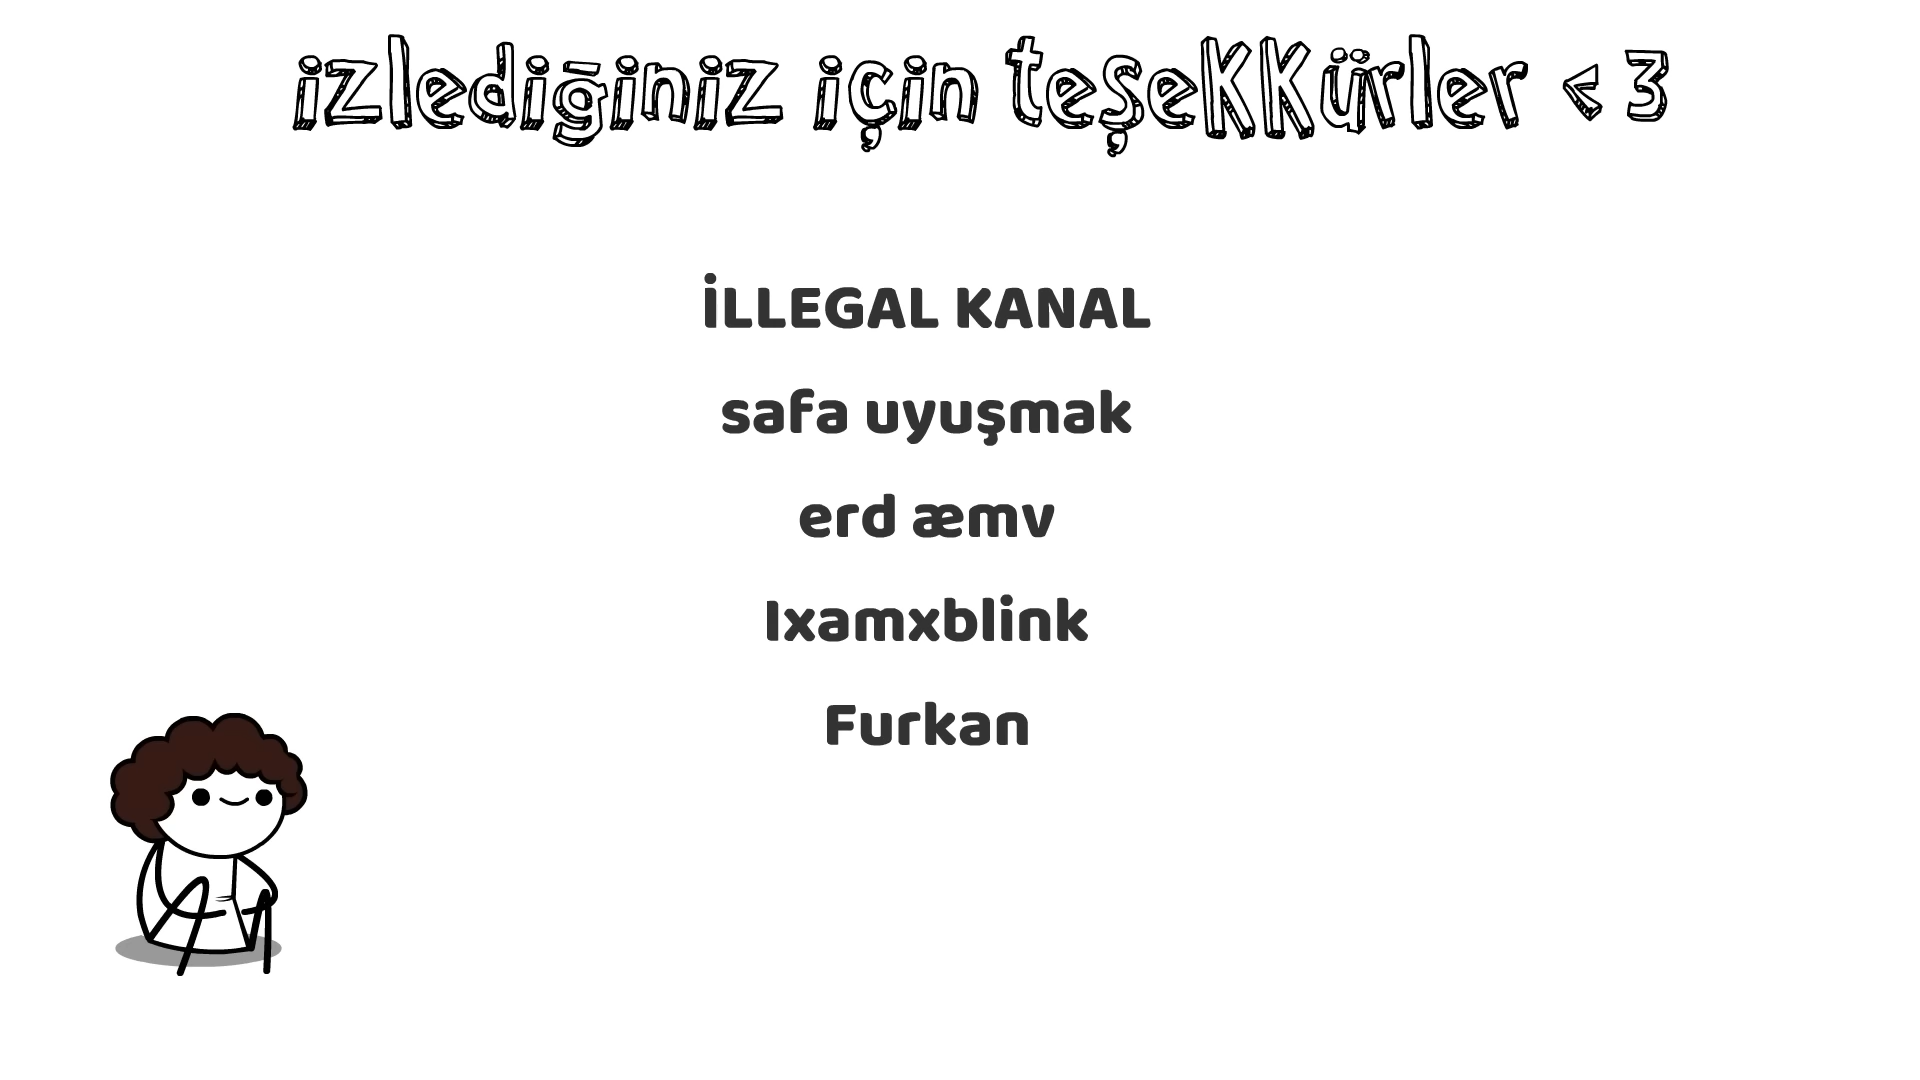 izlediğiniz için teşekkürler <3
İLLEGAL KANAL
safa uyuşmak
erd æmv
Ixamxblink
Furkan